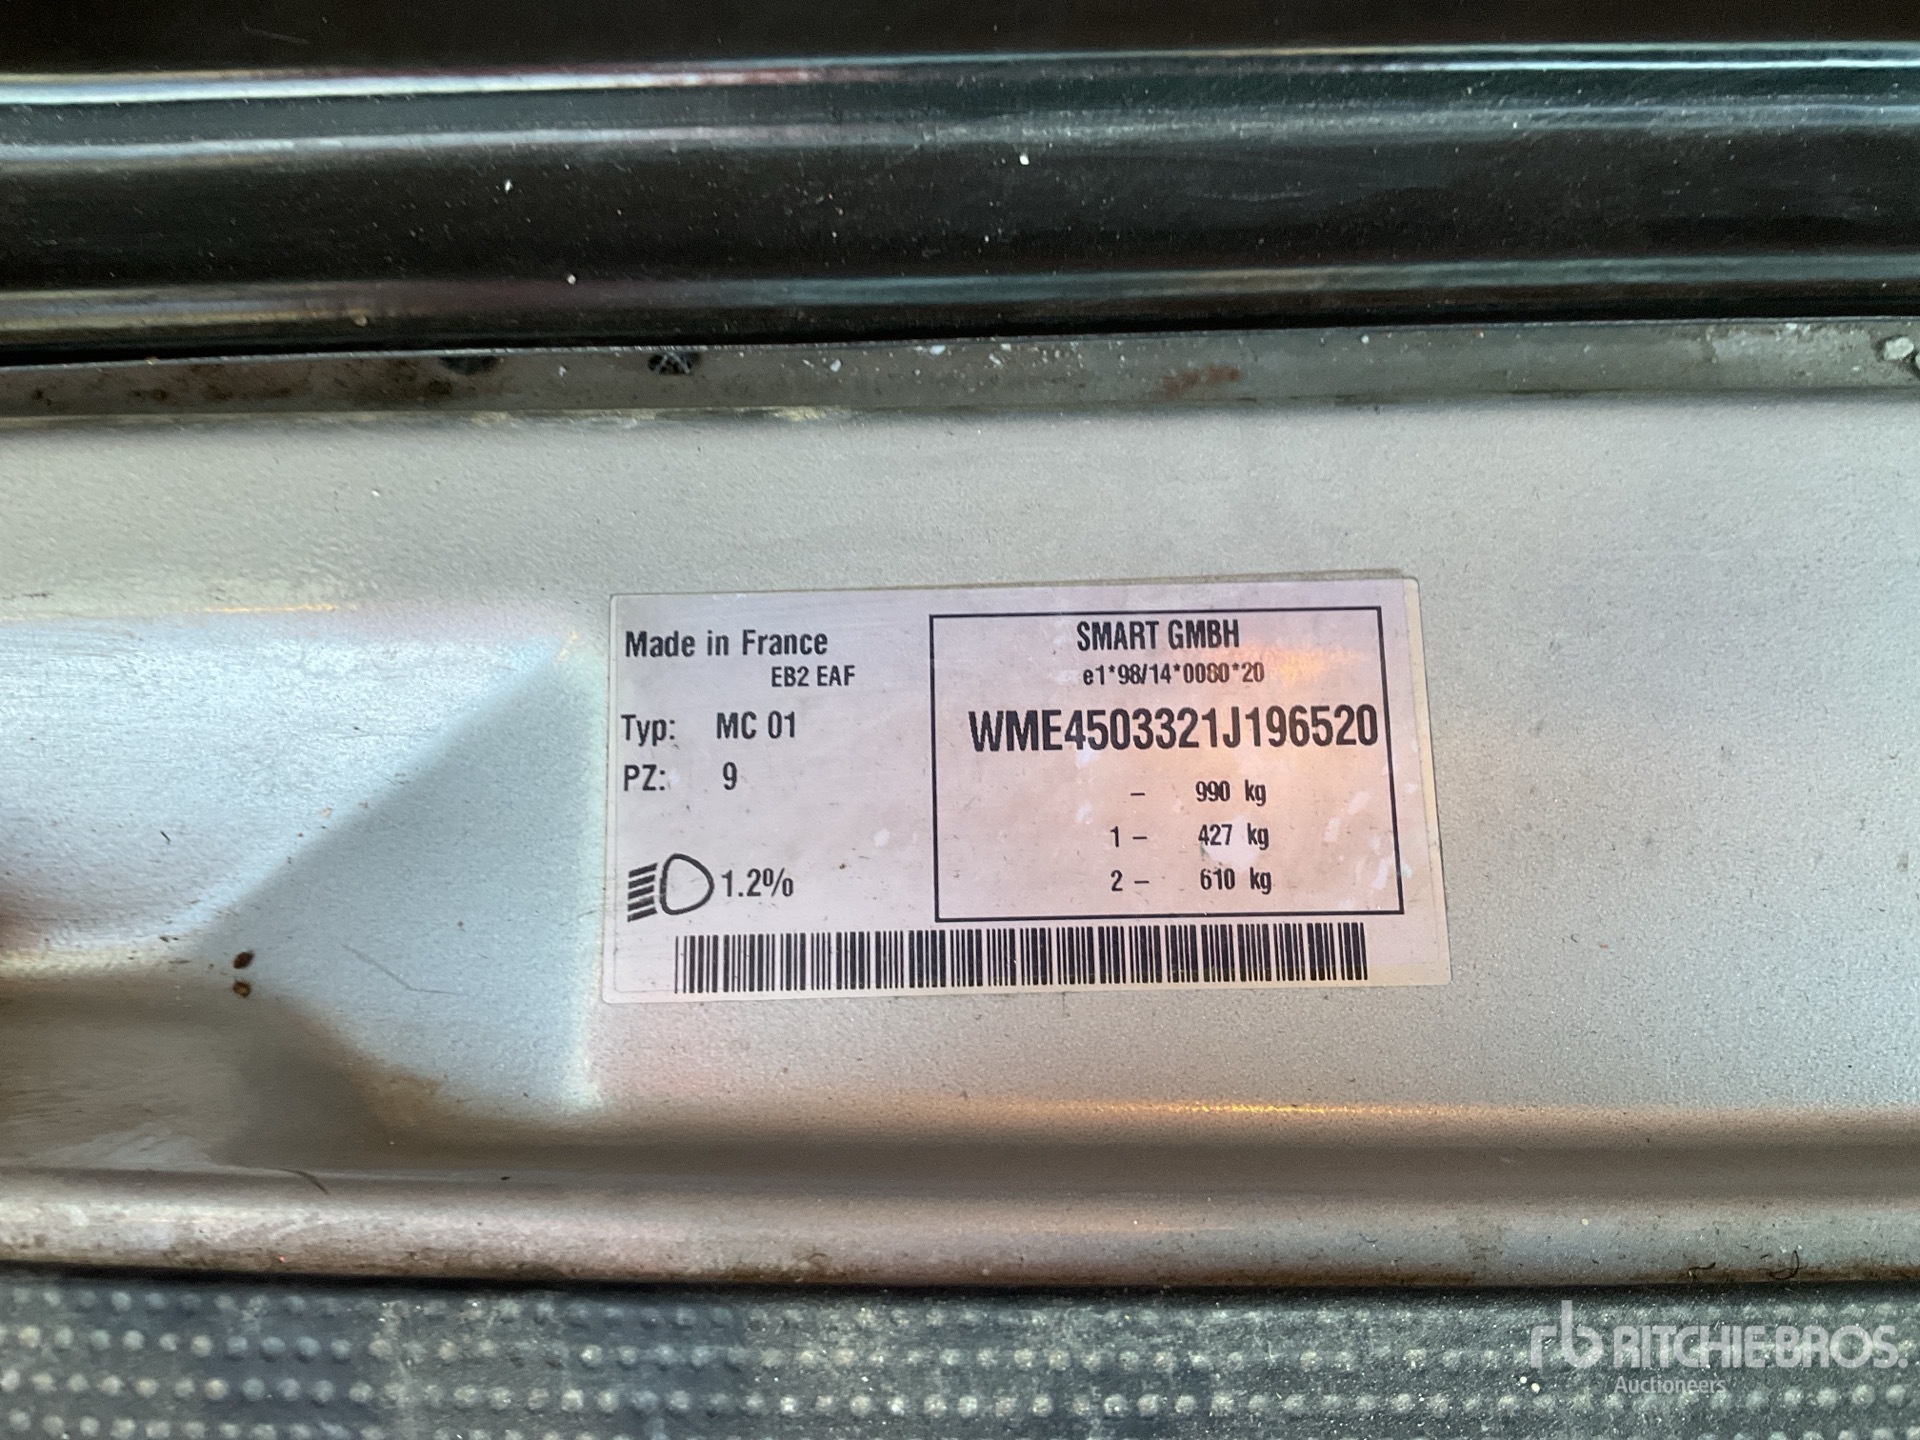 Made in France
EB2 EAF
Typ: MC 01
PZ: 9
1.2%
SMART GMBH
e1*98/14*0080*20
WME4503321J196520
– 990 kg
1 – 427 kg
2 – 610 kg
rb RITCHIE BROS.
Auctioneers